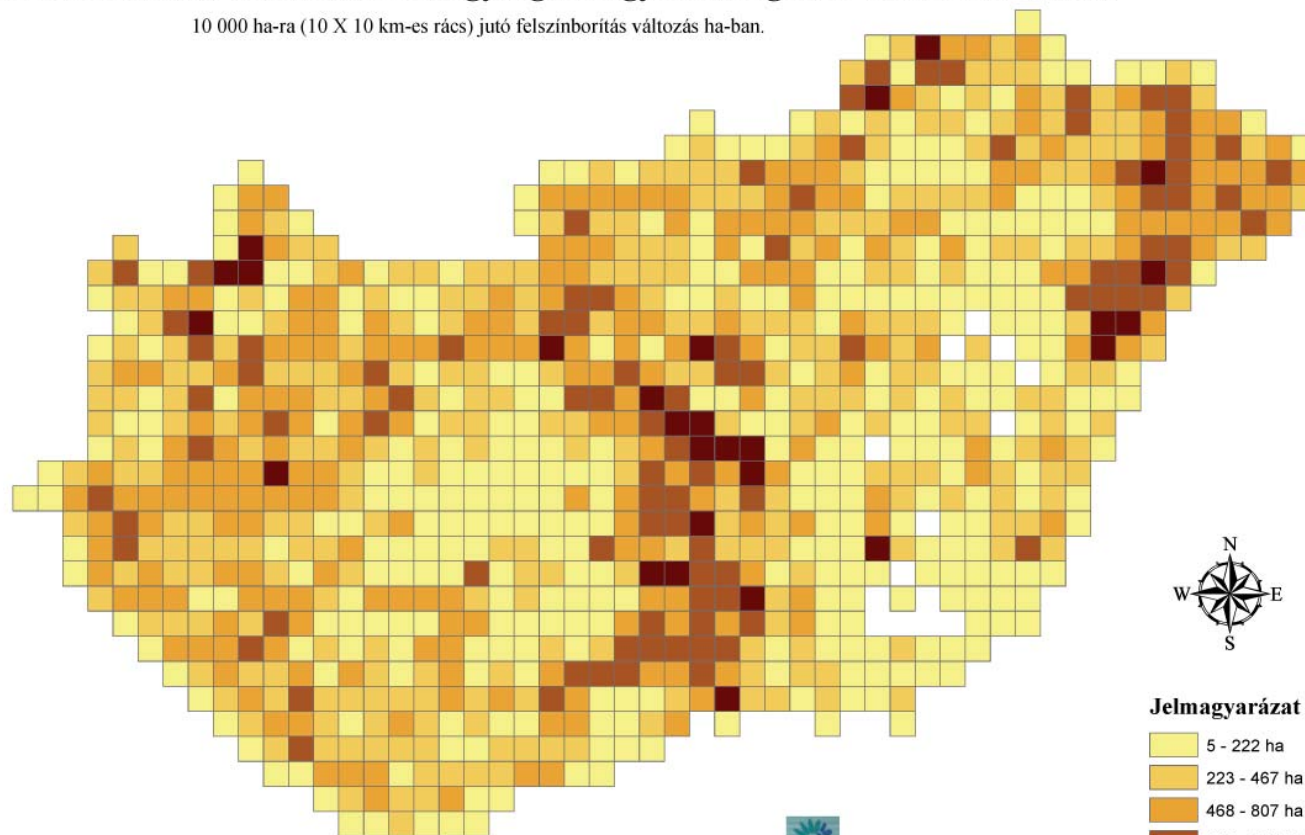 10 000 ha-ra (10 X 10 km-es rács) jutó felszínborítás változás ha-ban.
N
W E
S
Jelmagyarázat
5 - 222 ha
223 - 467 ha
468 - 807 ha